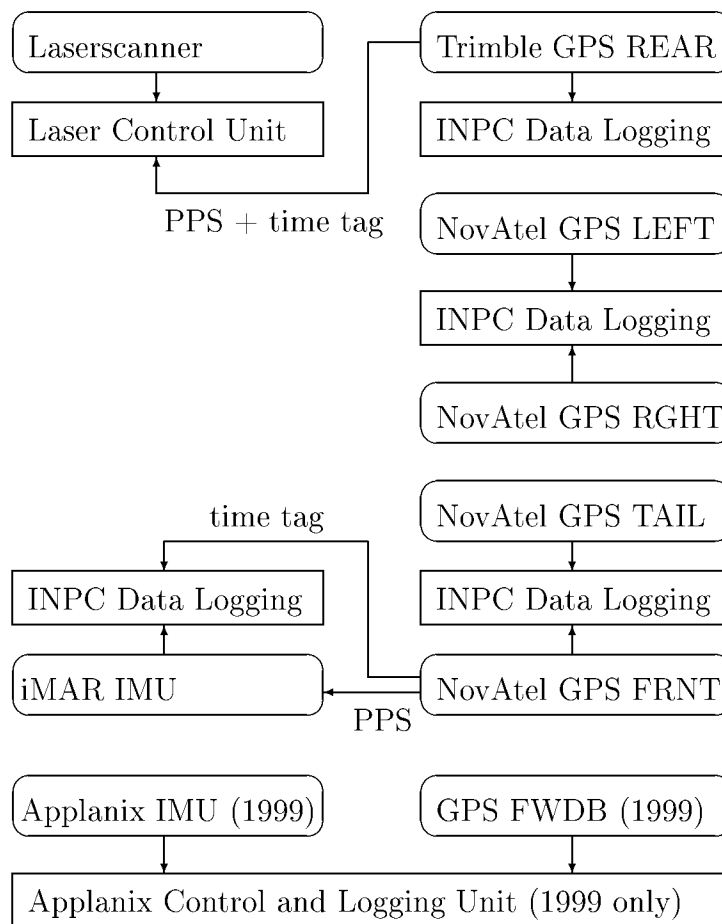 Laserscanner
Trimble GPS REAR
Laser Control Unit
INPC Data Logging
PPS + time tag
NovAtel GPS LEFT
INPC Data Logging
NovAtel GPS RGHT
time tag
NovAtel GPS TAIL
INPC Data Logging
INPC Data Logging
iMAR IMU
NovAtel GPS FRNT
PPS
Applanix IMU (1999)
GPS FWDB (1999)
Applanix Control and Logging Unit (1999 only)